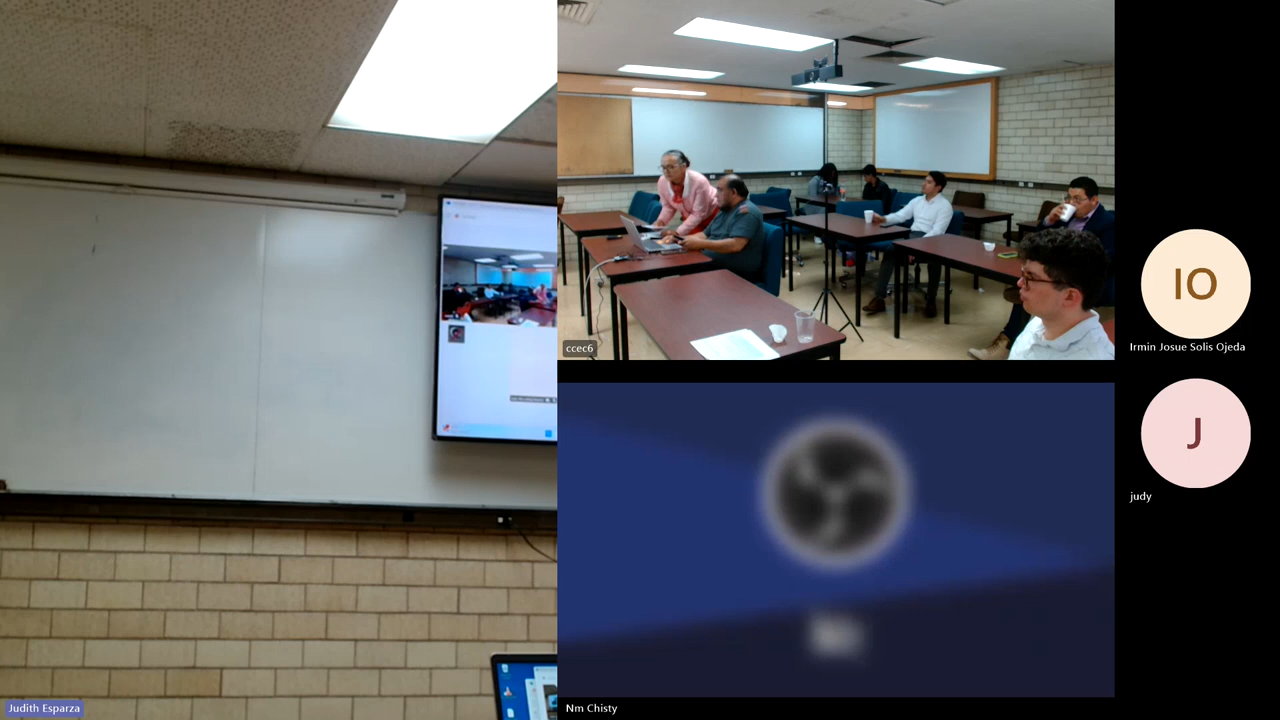 ccec6
IO
Irmin Josue Solis Ojeda
J
judy
Judith Esparza
Nm Chisty